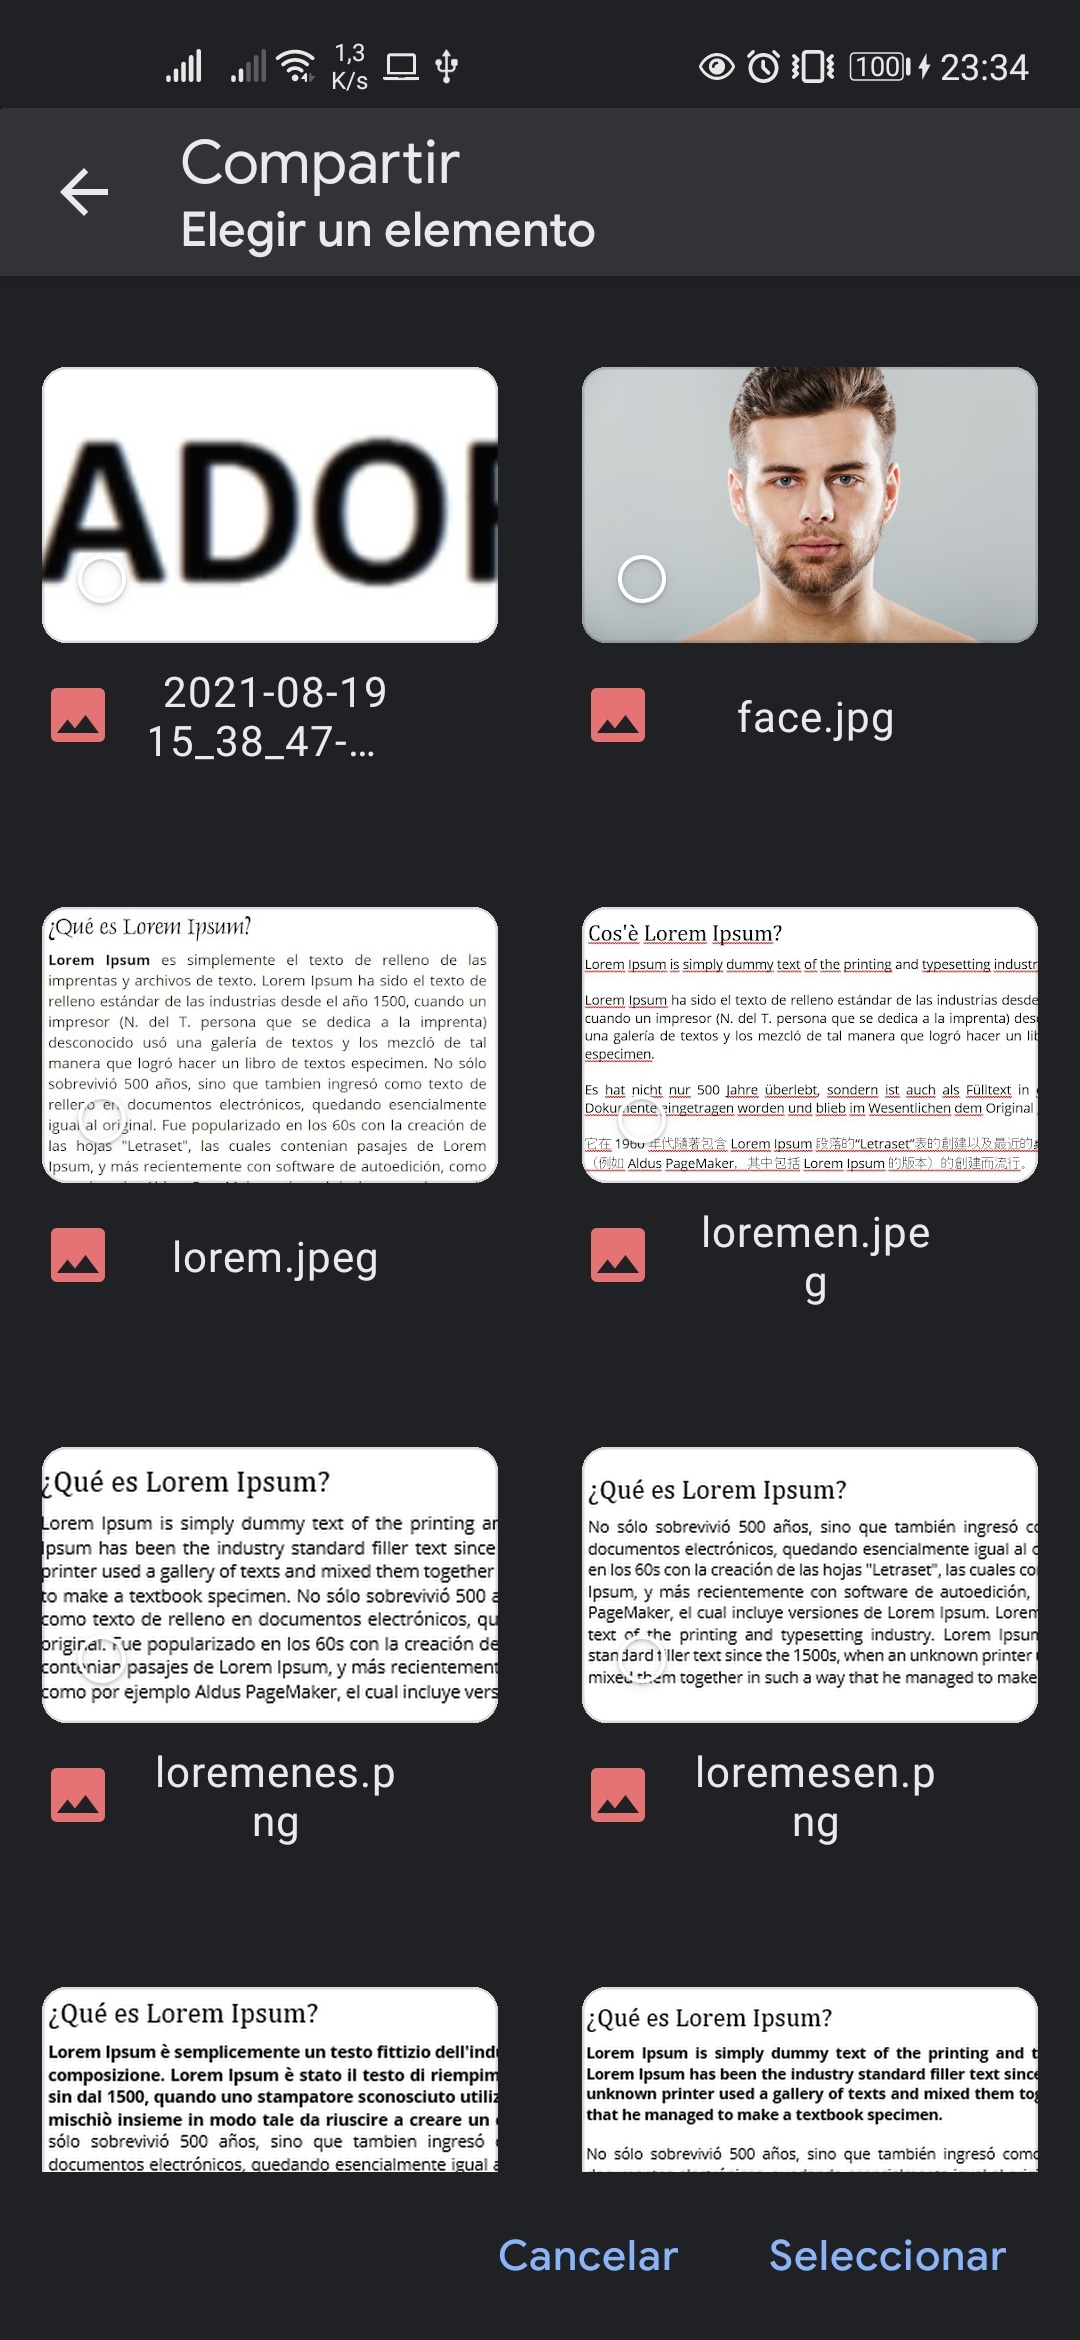 1,3
K/s
100
23:34
Compartir
Elegir un elemento
ADOR
2021-08-19
15_38_47-...
face.jpg
¿Qué es Lorem Ipsum?
Lorem Ipsum es simplemente el texto de relleno de las
imprentas y archivos de texto. Lorem Ipsum ha sido el texto de
relleno estándar de las industrias desde el año 1500, cuando un
impresor (N. del T. persona que se dedica a la imprenta)
desconocido usó una galería de textos y los mezcló de tal
manera que logró hacer un libro de textos especimen. No sólo
sobrevivió 500 años, sino que tambien ingresó como texto de
relleno en documentos electrónicos, quedando esencialmente
igual al original. Fue popularizado en los 60s con la creación de
las hojas "Letraset", las cuales contenian pasajes de Lorem
Ipsum, y más recientemente con software de autoedición, como
lorem.jpeg
Cos'è Lorem Ipsum?
Lorem Ipsum is simply dummy text of the printing and typesetting industr
Lorem Ipsum ha sido el texto de relleno estándar de las industrias desde
cuando un impresor (N. del T. persona que se dedica a la imprenta) des
una galería de textos y los mezcló de tal manera que logró hacer un lib
especimen.
Es hat nicht nur 500 Jahre überlebt, sondern ist auch als Fülltext in
Dokumente eingetragen worden und blieb im Wesentlichen dem Original
它在 1960 年代隨著包含 Lorem Ipsum 段落的“Letraset”表的創建以及最近的
（例如 Aldus PageMaker，其中包括 Lorem Ipsum 的版本）的創建而流行。
loremen.jpe
g
¿Qué es Lorem Ipsum?
Lorem Ipsum is simply dummy text of the printing an
Ipsum has been the industry standard filler text since
printer used a gallery of texts and mixed them together
to make a textbook specimen. No sólo sobrevivió 500 a
como texto de relleno en documentos electrónicos, qu
original. Fue popularizado en los 60s con la creación de
contenian pasajes de Lorem Ipsum, y más recientement
como por ejemplo Aldus PageMaker, el cual incluye vers
loremenes.p
ng
¿Qué es Lorem Ipsum?
No sólo sobrevivió 500 años, sino que también ingresó co
documentos electrónicos, quedando esencialmente igual al o
en los 60s con la creación de las hojas "Letraset", las cuales co
Ipsum, y más recientemente con software de autoedición,
PageMaker, el cual incluye versiones de Lorem Ipsum. Lorem
text of the printing and typesetting industry. Lorem Ipsum
standard filler text since the 1500s, when an unknown printer
mixed them together in such a way that he managed to make
loremesen.p
ng
¿Qué es Lorem Ipsum?
Lorem Ipsum è semplicemente un testo fittizio dell'indu
composizione. Lorem Ipsum è stato il testo di riempim
sin dal 1500, quando uno stampatore sconosciuto utiliz
mischiò insieme in modo tale da riuscire a creare un
sólo sobrevivió 500 años, sino que tambien ingresó
documentos electrónicos, quedando esencialmente igual a
¿Qué es Lorem Ipsum?
Lorem Ipsum is simply dummy text of the printing and t
Lorem Ipsum has been the industry standard filler text since
unknown printer used a gallery of texts and mixed them tog
that he managed to make a textbook specimen.
No sólo sobrevivió 500 años, sino que también ingresó como
Cancelar
Seleccionar